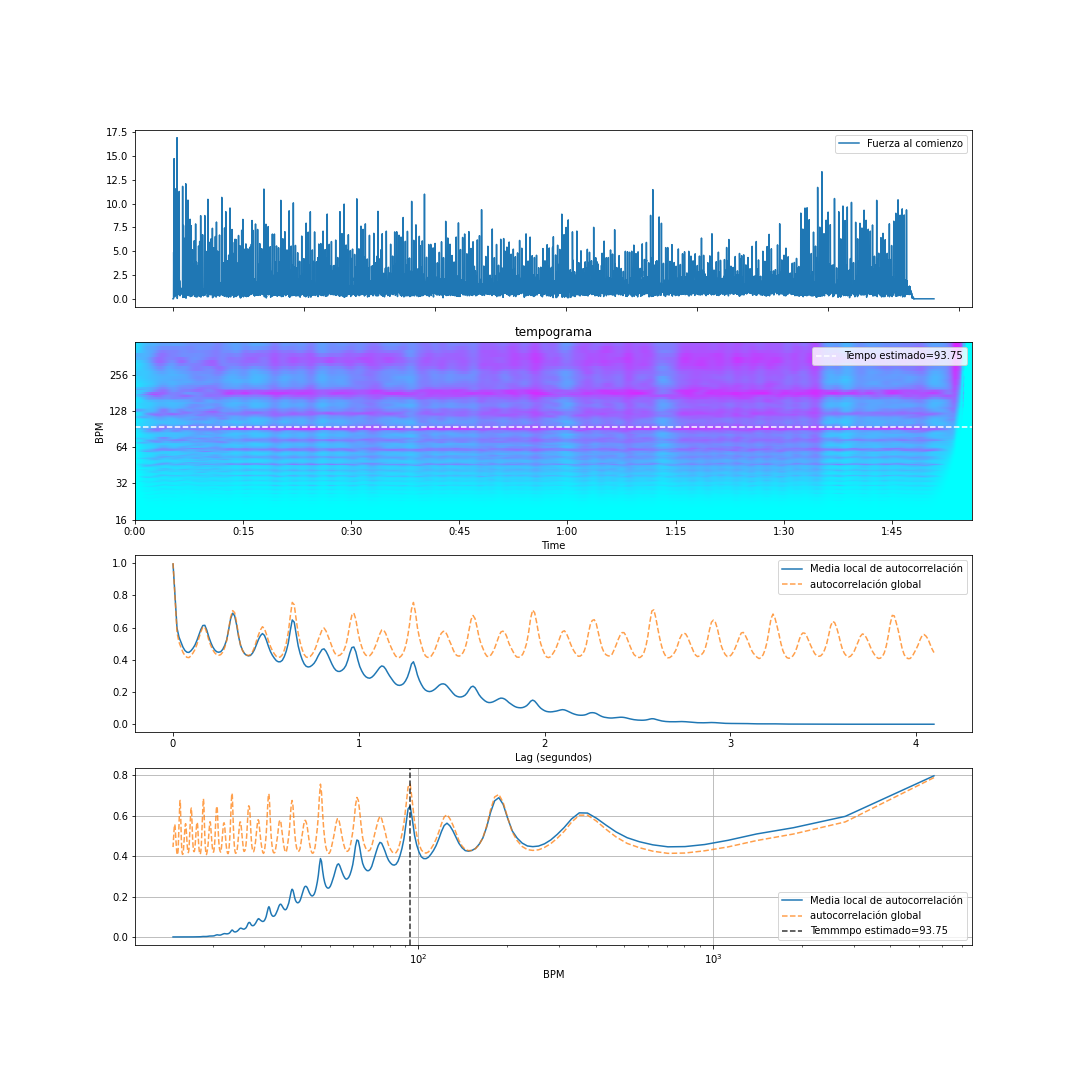 17.5
15.0
12.5
10.0
7.5
5.0
2.5
0.0
Fuerza al comienzo
tempograma
256
128
64
32
16
BPM
Tempo estimado=93.75
0:00 0:15 0:30 0:45 1:00 1:15 1:30 1:45
Time
1.0
0.8
0.6
0.4
0.2
0.0
Media local de autocorrelación
autocorrelación global
0 1 2 3 4
Lag (segundos)
0.8
0.6
0.4
0.2
0.0
Media local de autocorrelación
autocorrelación global
Temmmpo estimado=93.75
10² 10³
BPM